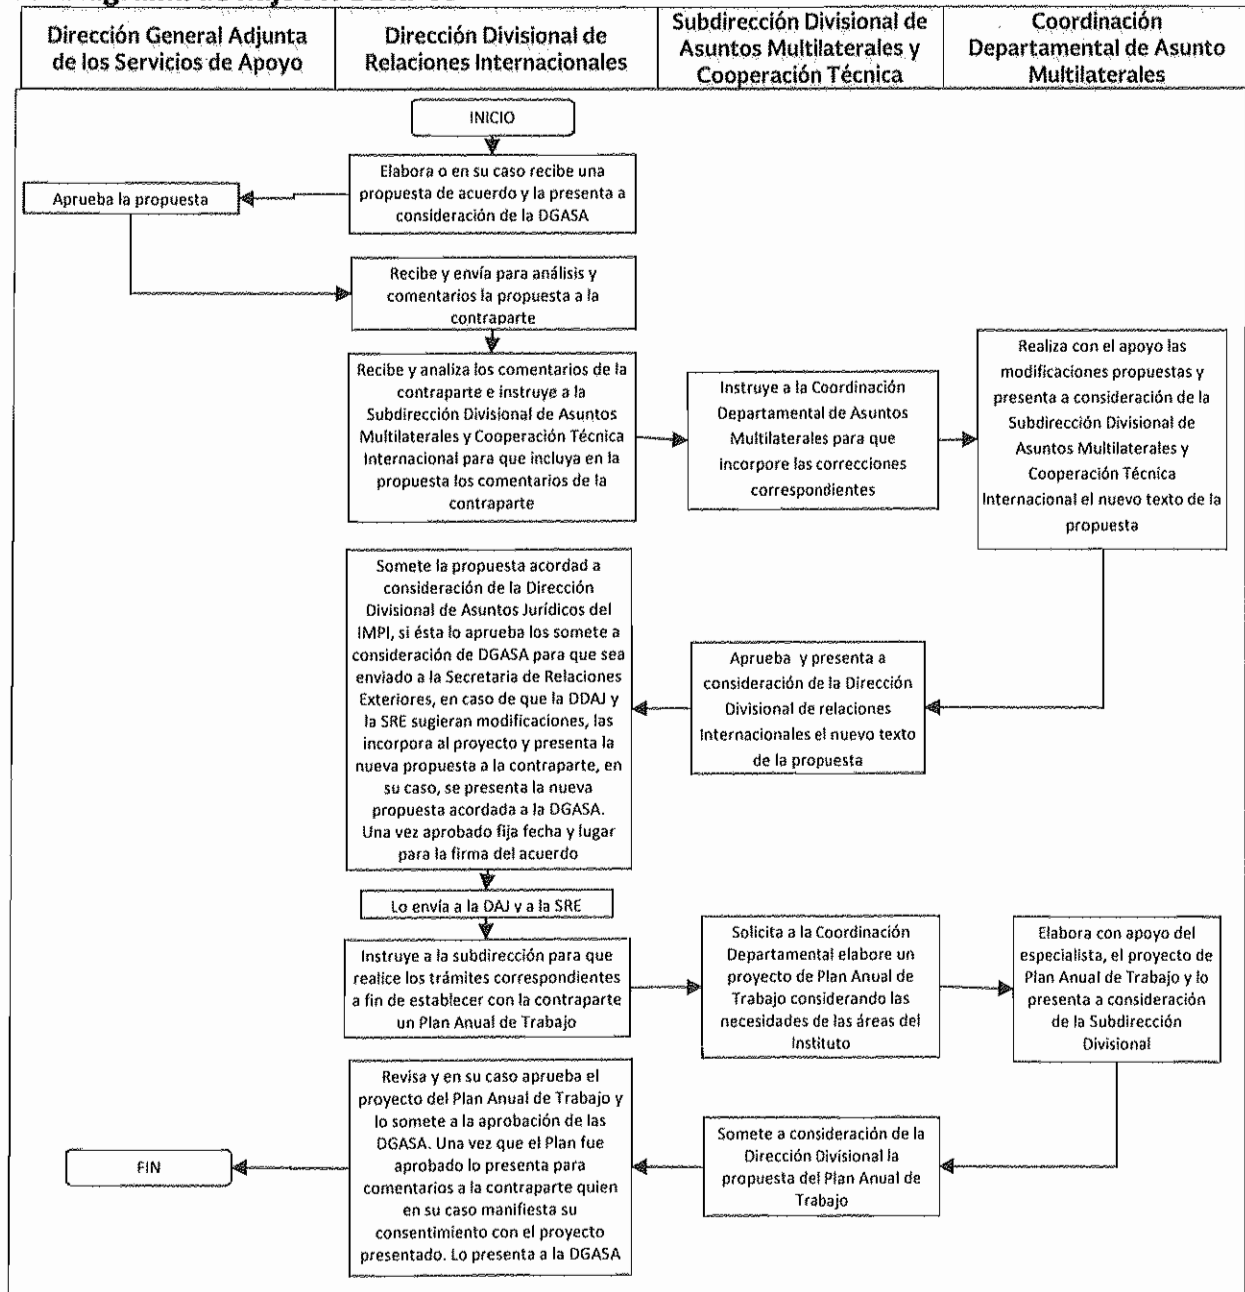 Dirección General Adjunta
de los Servicios de Apoyo
Dirección Divisional de
Relaciones Internacionales
Subdirección Divisional de
Asuntos Multilaterales y
Cooperación Técnica
Coordinación
Departamental de Asunto
Multilaterales
INICIO
Elabora o en su caso recibe una
propuesta de acuerdo y la presenta a
consideración de la DGASA
Aprueba la propuesta
Recibe y envía para análisis y
comentarios la propuesta a la
contraparte
Recibe y analiza los comentarios de la
contraparte e instruye a la
Subdirección Divisional de Asuntos
Multilaterales y Cooperación Técnica
Internacional para que incluya en la
propuesta los comentarios de la
contraparte
Instruye a la Coordinación
Departamental de Asuntos
Multilaterales para que
incorpore las correcciones
correspondientes
Realiza con el apoyo las
modificaciones propuestas y
presenta a consideración de la
Subdirección Divisional de
Asuntos Multilaterales y
Cooperación Técnica
Internacional el nuevo texto de la
propuesta
Somete la propuesta acordad a
consideración de la Dirección
Divisional de Asuntos Jurídicos del
IMPI, si ésta lo aprueba los somete a
consideración de DGASA para que sea
enviado a la Secretaria de Relaciones
Exteriores, en caso de que la DDAJ y
la SRE sugieran modificaciones, las
incorpora al proyecto y presenta la
nueva propuesta a la contraparte, en
su caso, se presenta la nueva
propuesta acordada a la DGASA.
Una vez aprobado fija fecha y lugar
para la firma del acuerdo
Aprueba y presenta a
consideración de la Dirección
Divisional de relaciones
Internacionales el nuevo texto
de la propuesta
Lo envía a la DAJ y a la SRE
Instruye a la subdirección para que
realice los trámites correspondientes
a fin de establecer con la contraparte
un Plan Anual de Trabajo
Solicita a la Coordinación
Departamental elabore un
proyecto de Plan Anual de
Trabajo considerando las
necesidades de las áreas del
Instituto
Elabora con apoyo del
especialista, el proyecto de
Plan Anual de Trabajo y lo
presenta a consideración
de la Subdirección
Divisional
Revisa y en su caso aprueba el
proyecto del Plan Anual de Trabajo y
lo somete a la aprobación de las
DGASA. Una vez que el Plan fue
aprobado lo presenta para
comentarios a la contraparte quien
en su caso manifiesta su
consentimiento con el proyecto
presentado. Lo presenta a la DGASA
Somete a consideración de la
Dirección Divisional la
propuesta del Plan Anual de
Trabajo
FIN